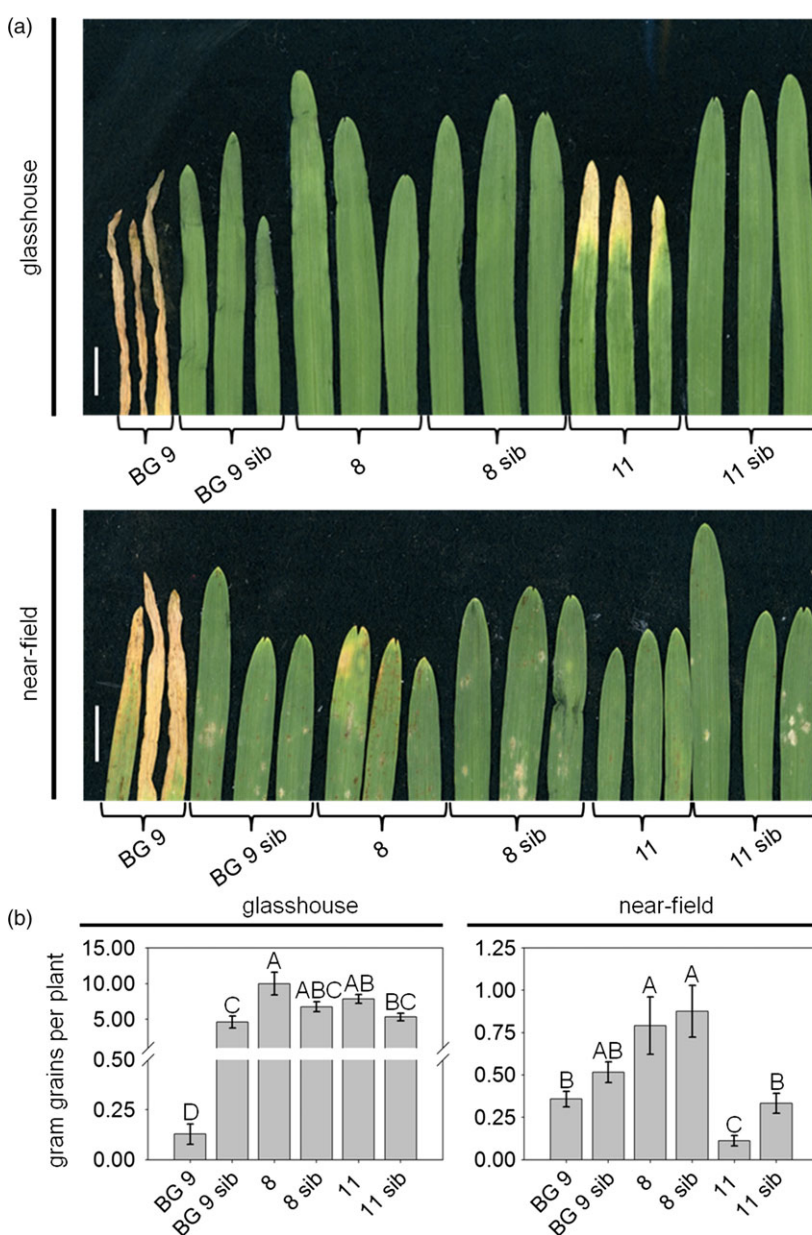 (a)
glasshouse
BG 9 BG 9 sib 8 8 sib 11 11 sib
near-field
BG 9 BG 9 sib 8 8 sib 11 11 sib
(b)
glasshouse near-field
gram grains per plant
15.00
10.00
5.00
0.50
0.25
0.00
D C A ABC AB BC
BG 9 BG 9 sib 8 8 sib 11 11 sib
1.25
1.00
0.75
0.50
0.25
0.00
B AB A A C B
BG 9 BG 9 sib 8 8 sib 11 11 sib